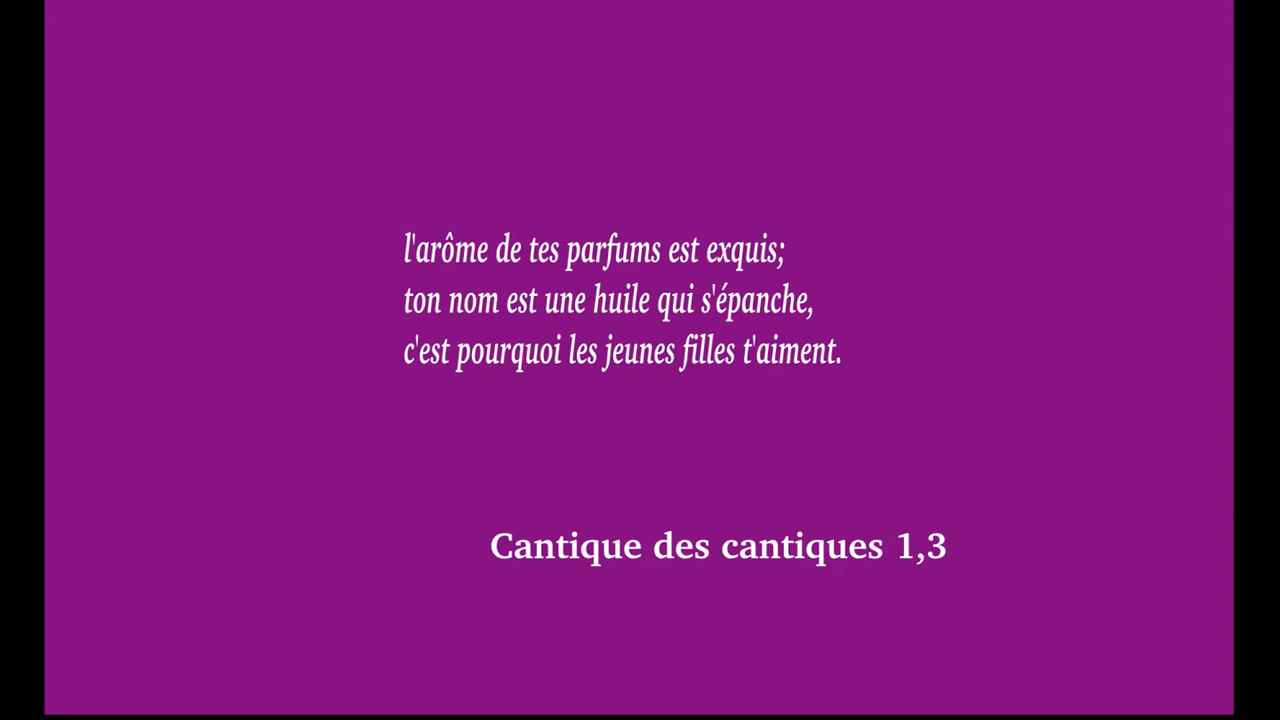 l'arôme de tes parfums est exquis;
ton nom est une huile qui s'épanche,
c'est pourquoi les jeunes filles t'aiment.
Cantique des cantiques 1,3